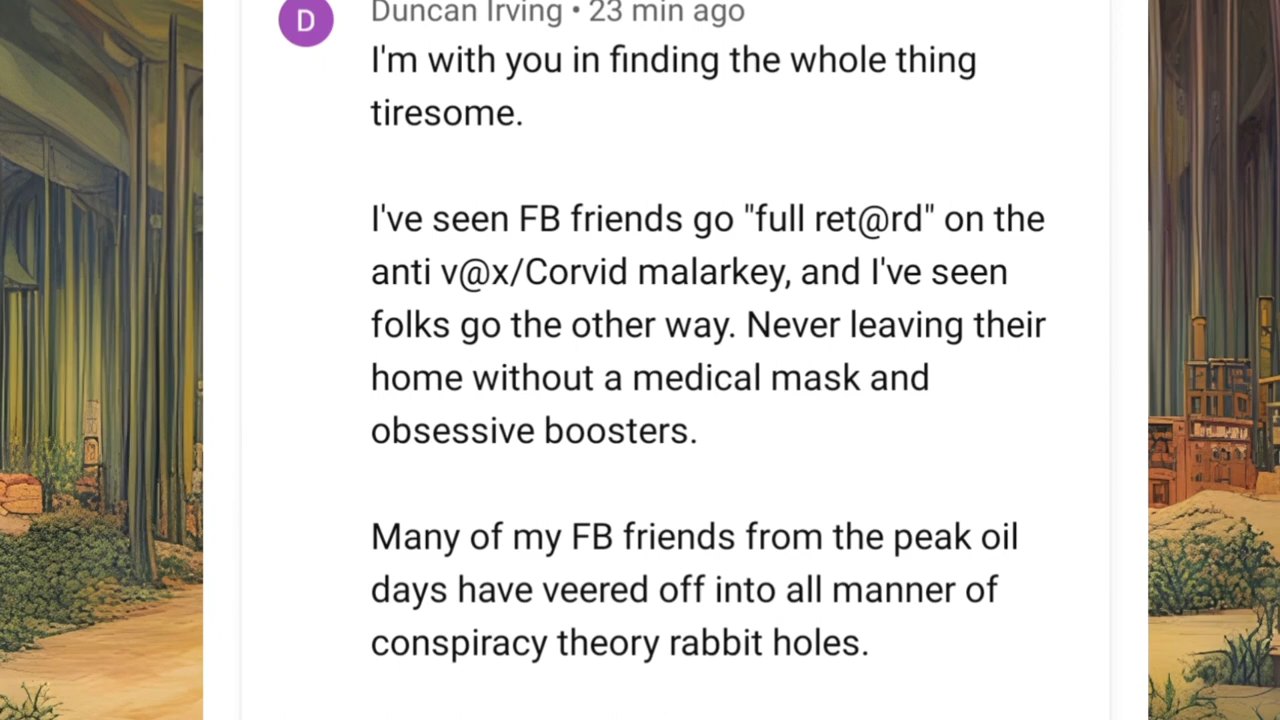 D
Duncan Irving • 23 min ago
I'm with you in finding the whole thing
tiresome.
I've seen FB friends go "full ret@rd" on the
anti v@x/Corvid malarkey, and I've seen
folks go the other way. Never leaving their
home without a medical mask and
obsessive boosters.
Many of my FB friends from the peak oil
days have veered off into all manner of
conspiracy theory rabbit holes.